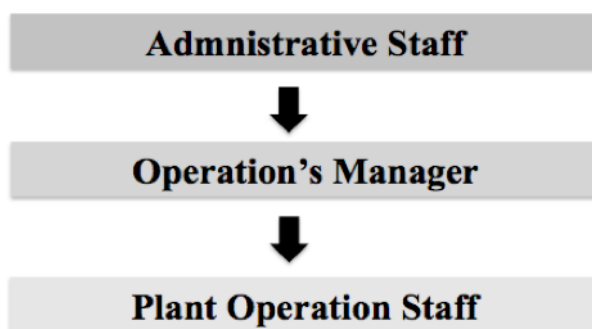 Admnistrative Staff
Operation’s Manager
Plant Operation Staff